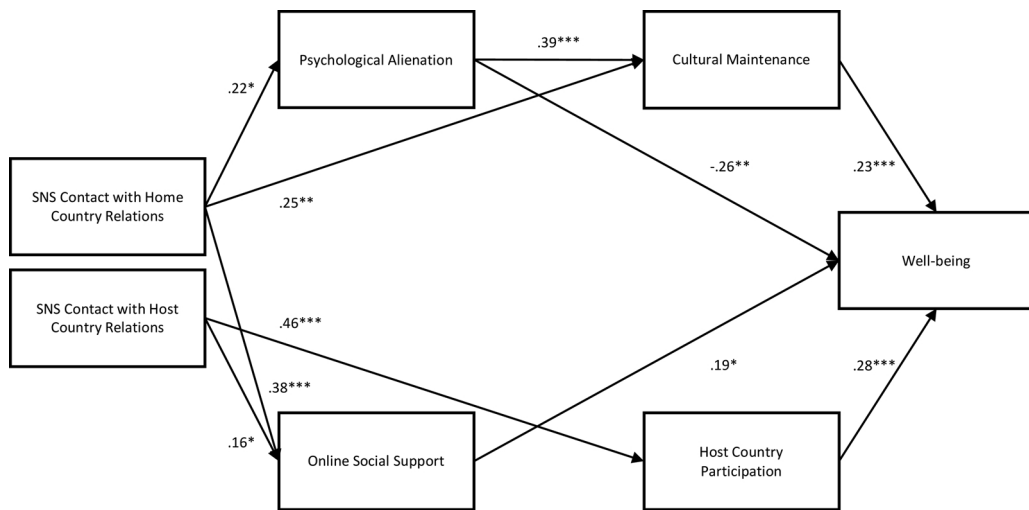 .39***
Psychological Alienation
Cultural Maintenance
.22*
-.26**
.23***
SNS Contact with Home
Country Relations
.25**
Well-being
SNS Contact with Host
Country Relations
.46***
.19*
.28***
.38***
.16*
Online Social Support
Host Country
Participation